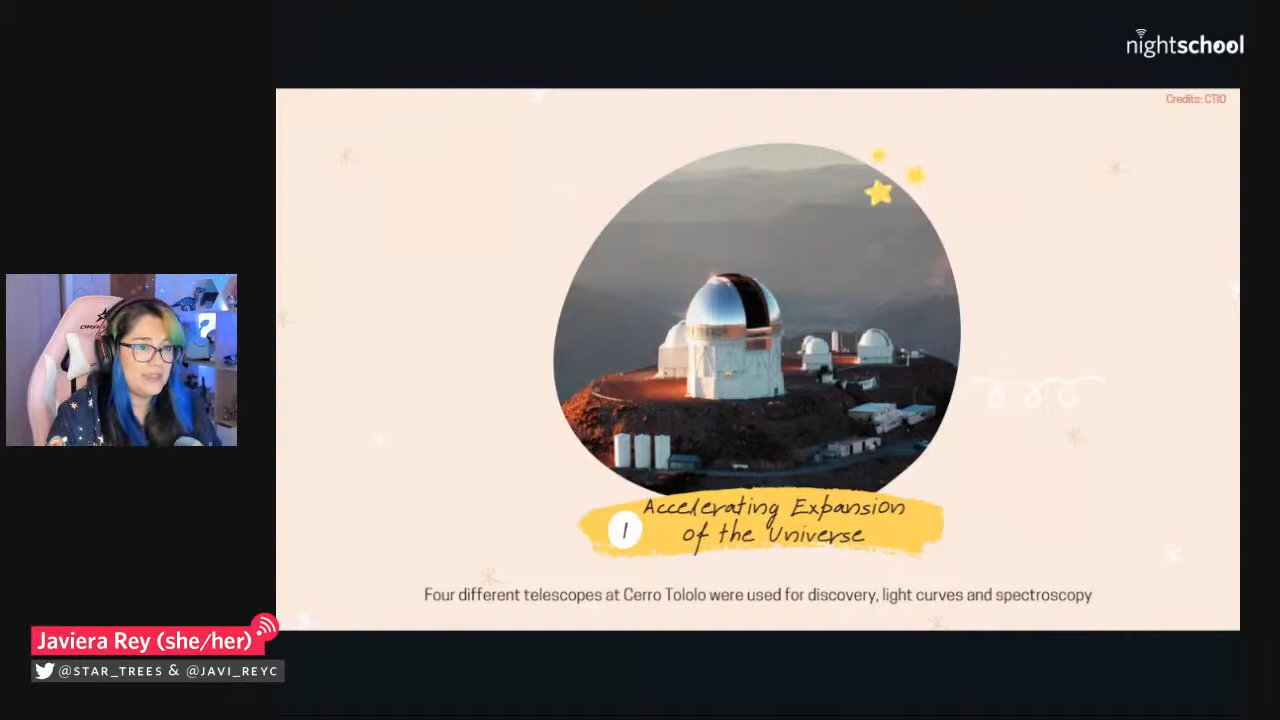 nightschool
Credits: CTIO
1
Accelerating Expansion
of the Universe
Four different telescopes at Cerro Tololo were used for discovery, light curves and spectroscopy
Javiera Rey (she/her)
@STAR_TREES & @JAVI_REYC